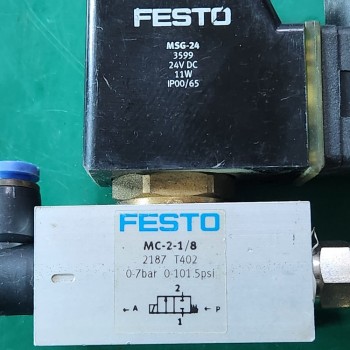 FESTO
MSG-24
3599
24V DC
11W
IP00/65
FESTO
MC-2-1/8
2187 T402
0-7bar 0-101.5psi
2
A P
1